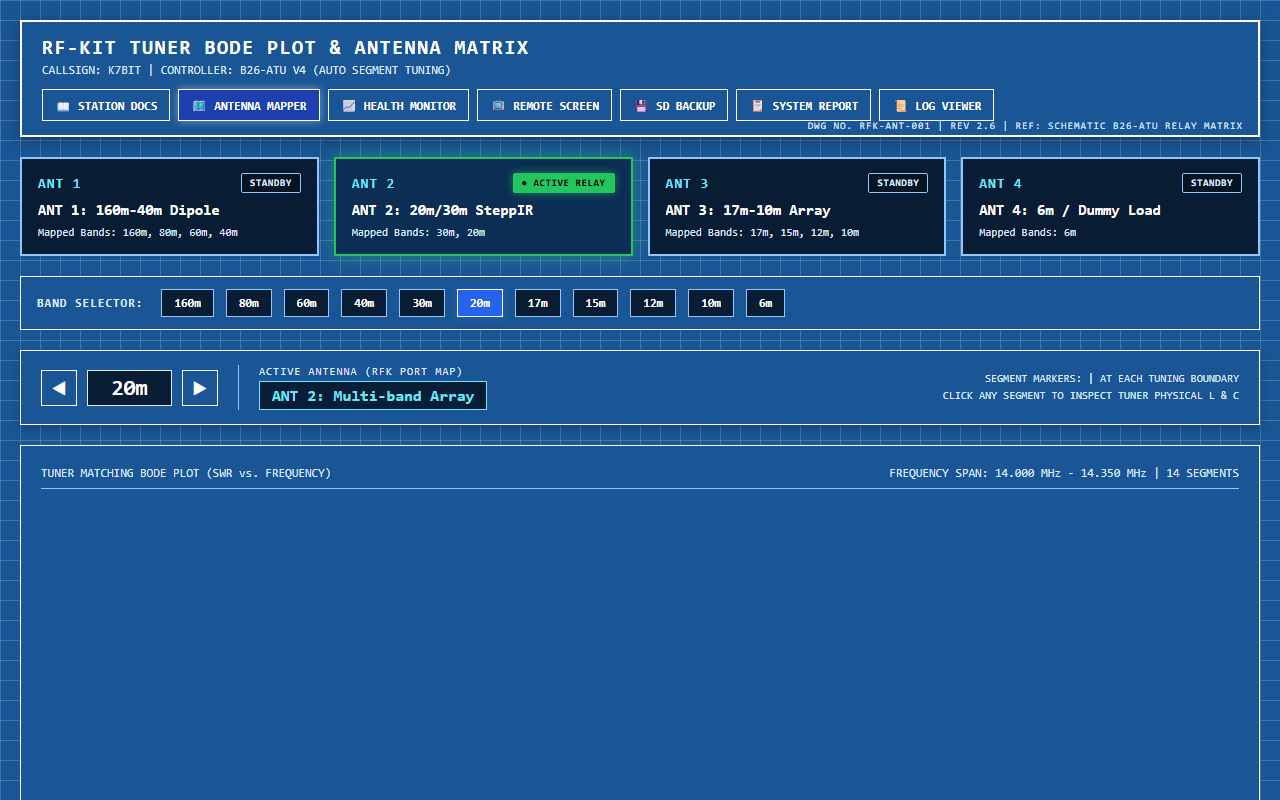 RF-KIT TUNER BODE PLOT & ANTENNA MATRIX
CALLSIGN: K7BIT | CONTROLLER: B26-ATU V4 (AUTO SEGMENT TUNING)
STATION DOCS ANTENNA MAPPER HEALTH MONITOR REMOTE SCREEN SD BACKUP SYSTEM REPORT LOG VIEWER
DWG NO. RFK-ANT-001 | REV 2.6 | REF: SCHEMATIC B26-ATU RELAY MATRIX
ANT 1 STANDBY
ANT 1: 160m-40m Dipole
Mapped Bands: 160m, 80m, 60m, 40m
ANT 2 ● ACTIVE RELAY
ANT 2: 20m/30m SteppIR
Mapped Bands: 30m, 20m
ANT 3 STANDBY
ANT 3: 17m-10m Array
Mapped Bands: 17m, 15m, 12m, 10m
ANT 4 STANDBY
ANT 4: 6m / Dummy Load
Mapped Bands: 6m
BAND SELECTOR: 160m 80m 60m 40m 30m 20m 17m 15m 12m 10m 6m
◀ 20m ▶
ACTIVE ANTENNA (RFK PORT MAP)
ANT 2: Multi-band Array
SEGMENT MARKERS: | AT EACH TUNING BOUNDARY
CLICK ANY SEGMENT TO INSPECT TUNER PHYSICAL L & C
TUNER MATCHING BODE PLOT (SWR vs. FREQUENCY)
FREQUENCY SPAN: 14.000 MHz - 14.350 MHz | 14 SEGMENTS